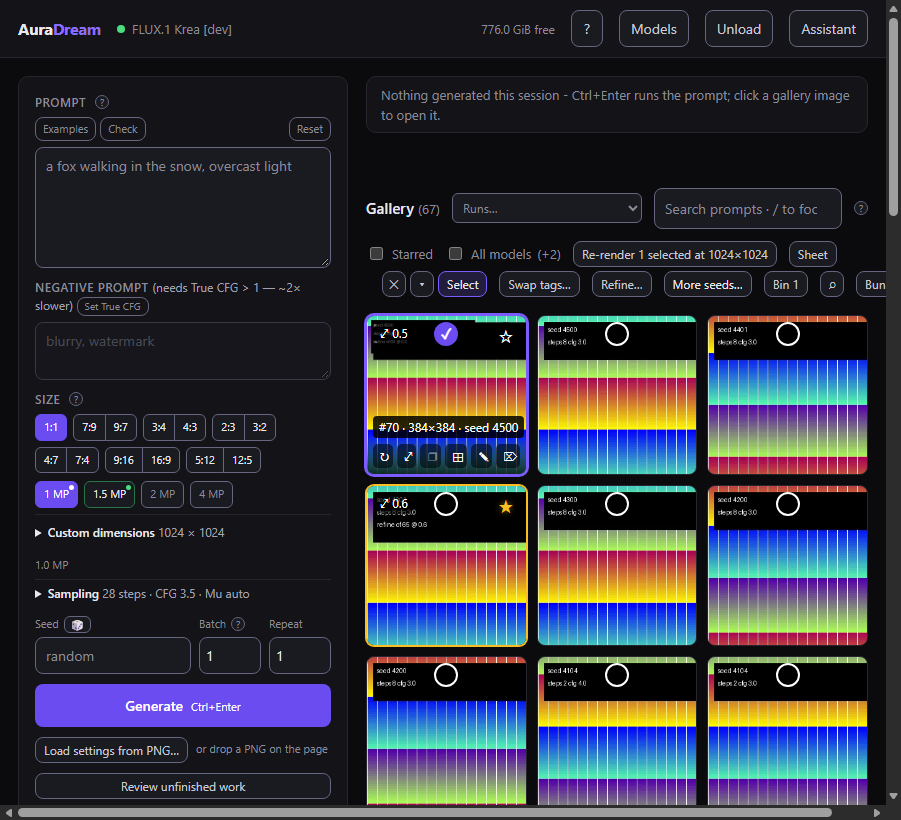 AuraDream FLUX.1 Krea [dev] 776.0 GiB free ? Models Unload Assistant
PROMPT ?
Examples Check Reset
a fox walking in the snow, overcast light
NEGATIVE PROMPT (needs True CFG > 1 — ~2×
slower) Set True CFG
blurry, watermark
SIZE ?
1:1 7:9 9:7 3:4 4:3 2:3 3:2
4:7 7:4 9:16 16:9 5:12 12:5
1 MP 1.5 MP 2 MP 4 MP
Custom dimensions 1024 × 1024
1.0 MP
Sampling 28 steps · CFG 3.5 · Mu auto
Seed Batch ? Repeat
random 1 1
Generate Ctrl+Enter
Load settings from PNG... or drop a PNG on the page
Review unfinished work
Nothing generated this session - Ctrl+Enter runs the prompt; click a gallery image
to open it.
Gallery (67) Runs... Search prompts · / to foc ?
Starred All models (+2) Re-render 1 selected at 1024×1024 Sheet
Select Swap tags... Refine... More seeds... Bin 1 Bun
0.5
#70 · 384×384 · seed 4500
seed 4500
steps 8 cfg 3.0
seed 4401
steps 8 cfg 3.0
0.6
steps 8 cfg 3.0
refine of 65 @ 0.6
seed 4300
steps 8 cfg 3.0
seed 4200
steps 8 cfg 3.0
seed 4200
steps 8 cfg 3.0
seed 4104
steps 2 cfg 4.0
seed 4104
steps 2 cfg 3.0